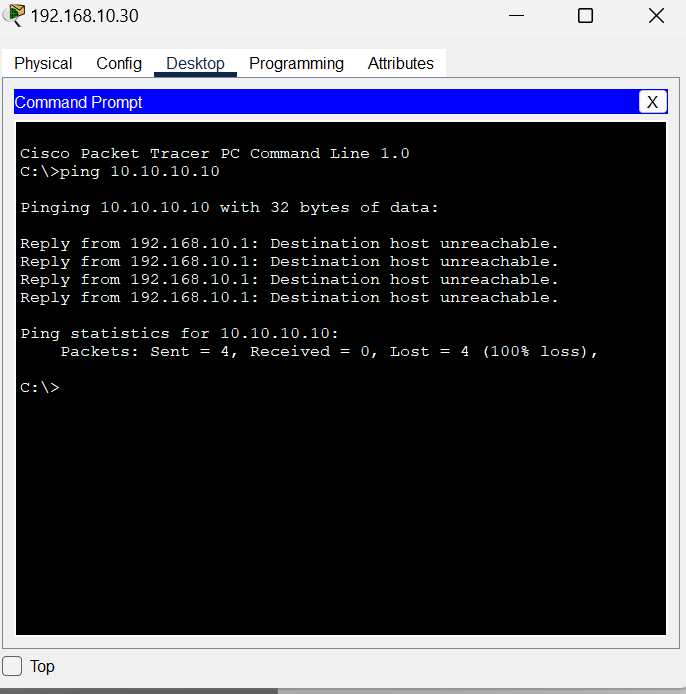 192.168.10.30
Physical Config Desktop Programming Attributes
Command Prompt X
Cisco Packet Tracer PC Command Line 1.0
C:\>ping 10.10.10.10
Pinging 10.10.10.10 with 32 bytes of data:
Reply from 192.168.10.1: Destination host unreachable.
Reply from 192.168.10.1: Destination host unreachable.
Reply from 192.168.10.1: Destination host unreachable.
Reply from 192.168.10.1: Destination host unreachable.
Ping statistics for 10.10.10.10:
Packets: Sent = 4, Received = 0, Lost = 4 (100% loss),
C:\>
Top